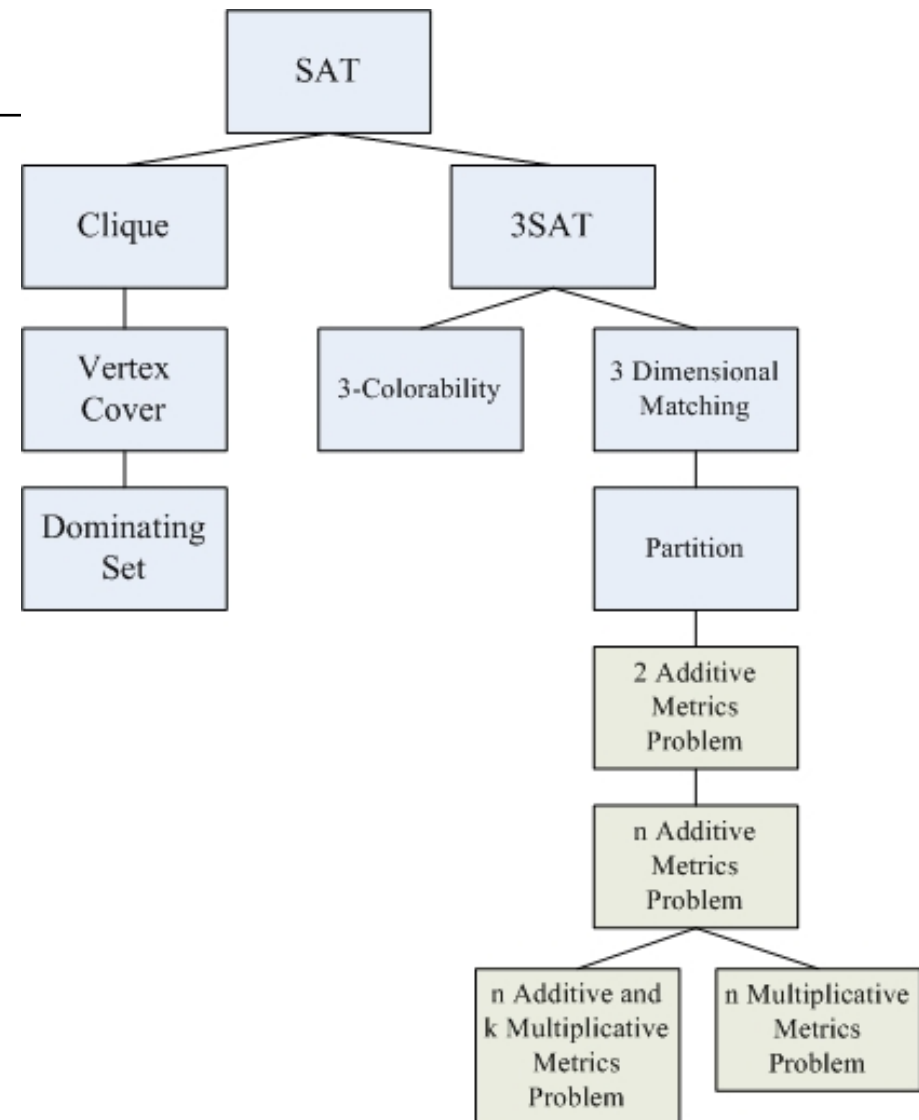 SAT
Clique
3SAT
Vertex
Cover
3-Colorability
3 Dimensional
Matching
Dominating
Set
Partition
2 Additive
Metrics
Problem
n Additive
Metrics
Problem
n Additive and
k Multiplicative
Metrics
Problem
n Multiplicative
Metrics
Problem